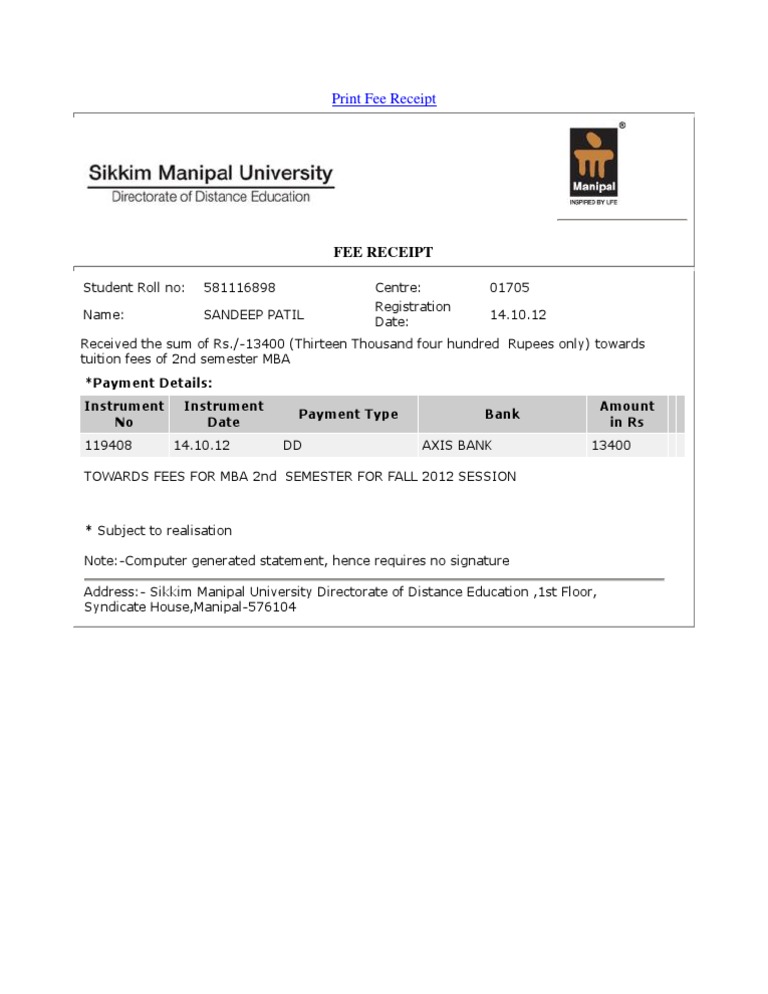 Print Fee Receipt
Sikkim Manipal University
Directorate of Distance Education
®
Manipal
INSPIRED BY LIFE
FEE RECEIPT
Student Roll no: 581116898 Centre: 01705
Name: SANDEEP PATIL Registration Date: 14.10.12
Received the sum of Rs./-13400 (Thirteen Thousand four hundred Rupees only) towards
tuition fees of 2nd semester MBA
*Payment Details:
Instrument No Instrument Date Payment Type Bank Amount in Rs
119408 14.10.12 DD AXIS BANK 13400
TOWARDS FEES FOR MBA 2nd SEMESTER FOR FALL 2012 SESSION
* Subject to realisation
Note:-Computer generated statement, hence requires no signature
Address:- Sikkim Manipal University Directorate of Distance Education ,1st Floor,
Syndicate House,Manipal-576104